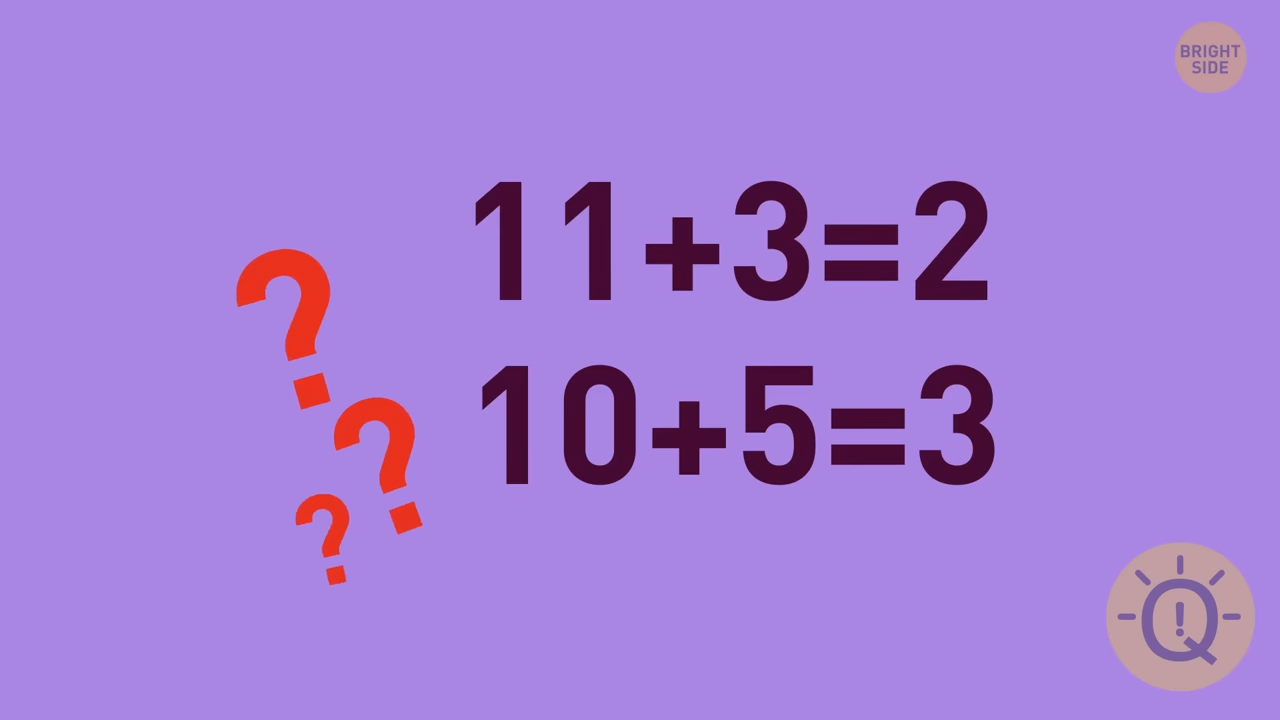 BRIGHT
SIDE
11+3=2
10+5=3
?
?
?
Q!